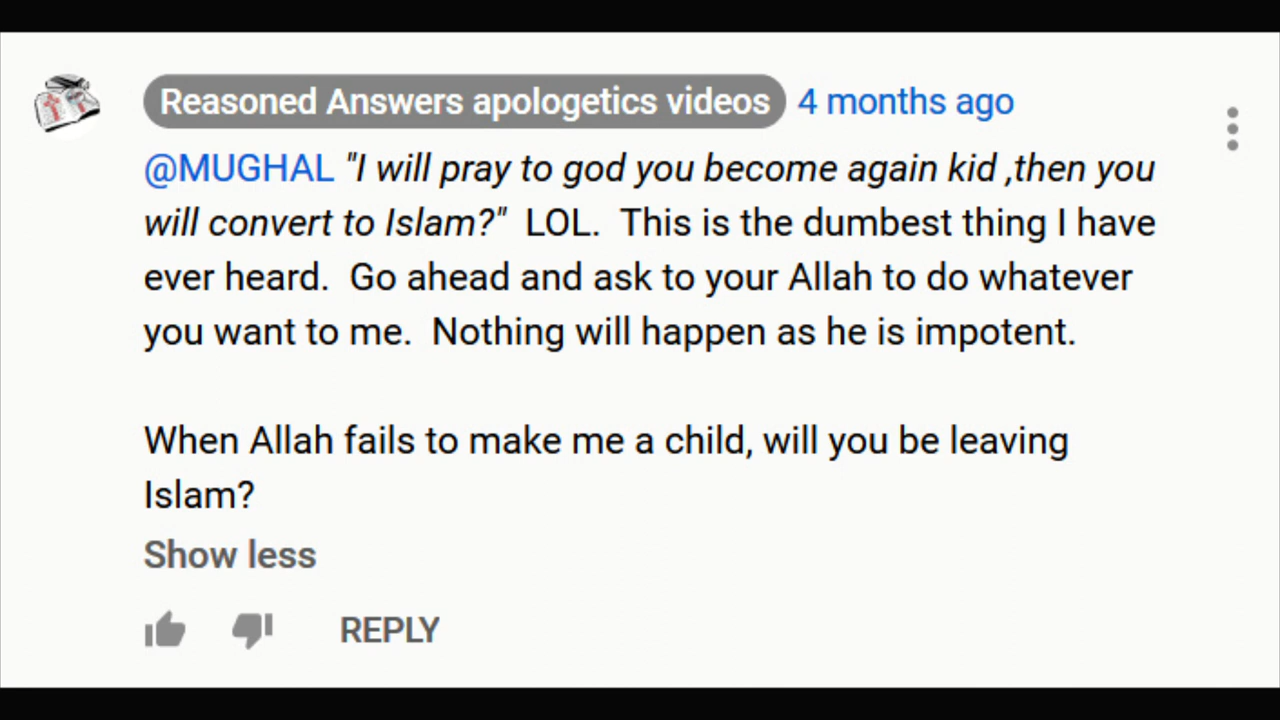 Reasoned Answers apologetics videos 4 months ago
@MUGHAL "I will pray to god you become again kid ,then you
will convert to Islam?" LOL. This is the dumbest thing I have
ever heard. Go ahead and ask to your Allah to do whatever
you want to me. Nothing will happen as he is impotent.
When Allah fails to make me a child, will you be leaving
Islam?
Show less
REPLY